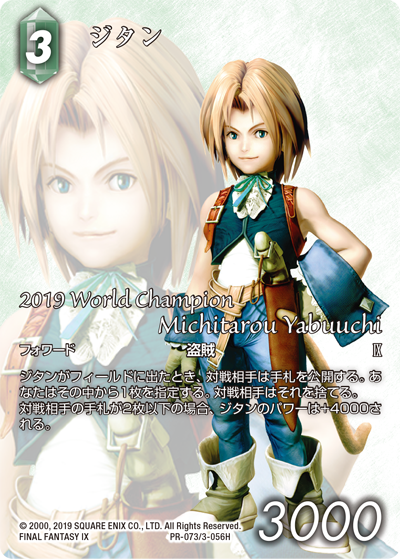 3
ジタン
2019 World Champion
Michitarou Yabuuchi
フォワード 盗賊 IX
ジタンがフィールドに出たとき、対戦相手は手札を公開する。あ
なたはその中から1枚を指定する。対戦相手はそれを捨てる。
対戦相手の手札が2枚以下の場合、ジタンのパワーは+4000さ
れる。
© 2000, 2019 SQUARE ENIX CO., LTD. All Rights Reserved.
FINAL FANTASY IX PR-073/3-056H
3000